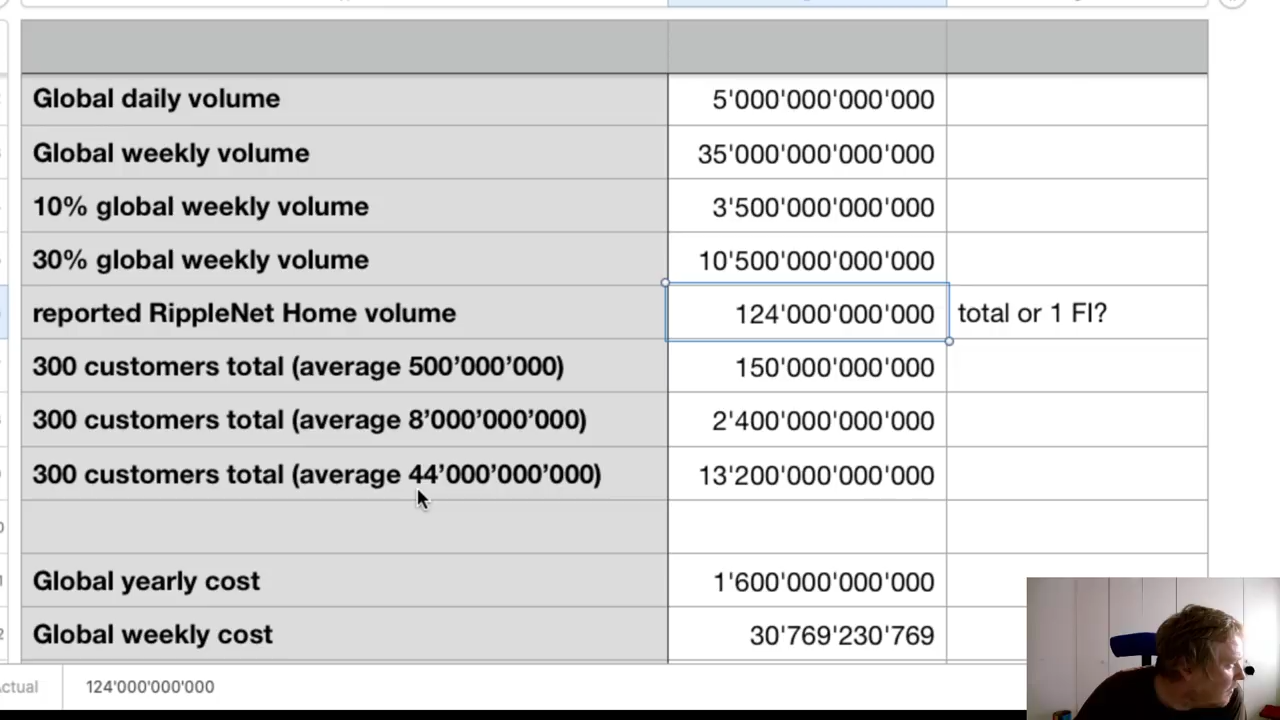 Global daily volume 5'000'000'000'000
Global weekly volume 35'000'000'000'000
10% global weekly volume 3'500'000'000'000
30% global weekly volume 10'500'000'000'000
reported RippleNet Home volume 124'000'000'000 total or 1 FI?
300 customers total (average 500’000’000) 150'000'000'000
300 customers total (average 8’000’000’000) 2'400'000'000'000
300 customers total (average 44’000’000’000) 13'200'000'000'000
Global yearly cost 1'600'000'000'000
Global weekly cost 30'769'230'769
Actual 124'000'000'000